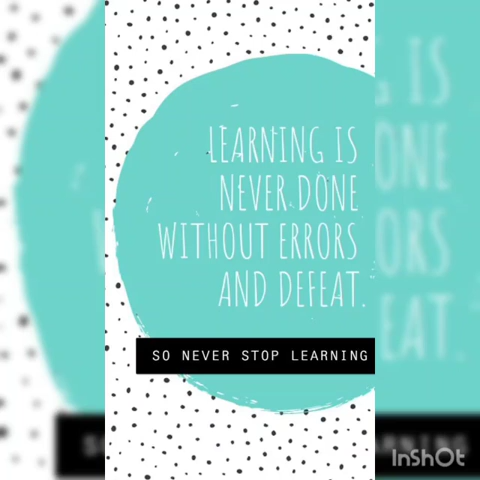 LEARNING IS
NEVER DONE
WITHOUT ERRORS
AND DEFEAT.
SO NEVER STOP LEARNING
InShOt